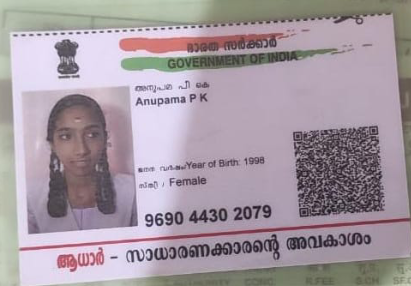 ഭാരത സർക്കാർ
GOVERNMENT OF INDIA
അനുപമ പി കെ
Anupama P K
ജനന വർഷം/Year of Birth: 1998
സ്ത്രീ / Female
9690 4430 2079
ആധാർ - സാധാരണക്കാരന്റെ അവകാശം